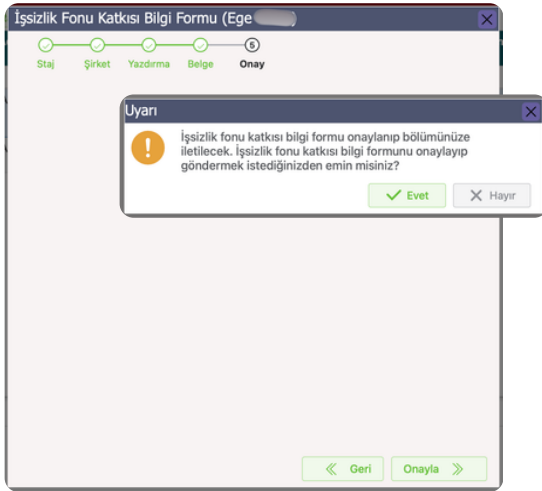 İşsizlik Fonu Katkısı Bilgi Formu (Ege )
5
Staj Şirket Yazdırma Belge Onay
Uyarı
İşsizlik fonu katkısı bilgi formu onaylanıp bölümünüze
iletilecek. İşsizlik fonu katkısı bilgi formunu onaylayıp
göndermek istediğinizden emin misiniz?
Evet Hayır
Geri Onayla